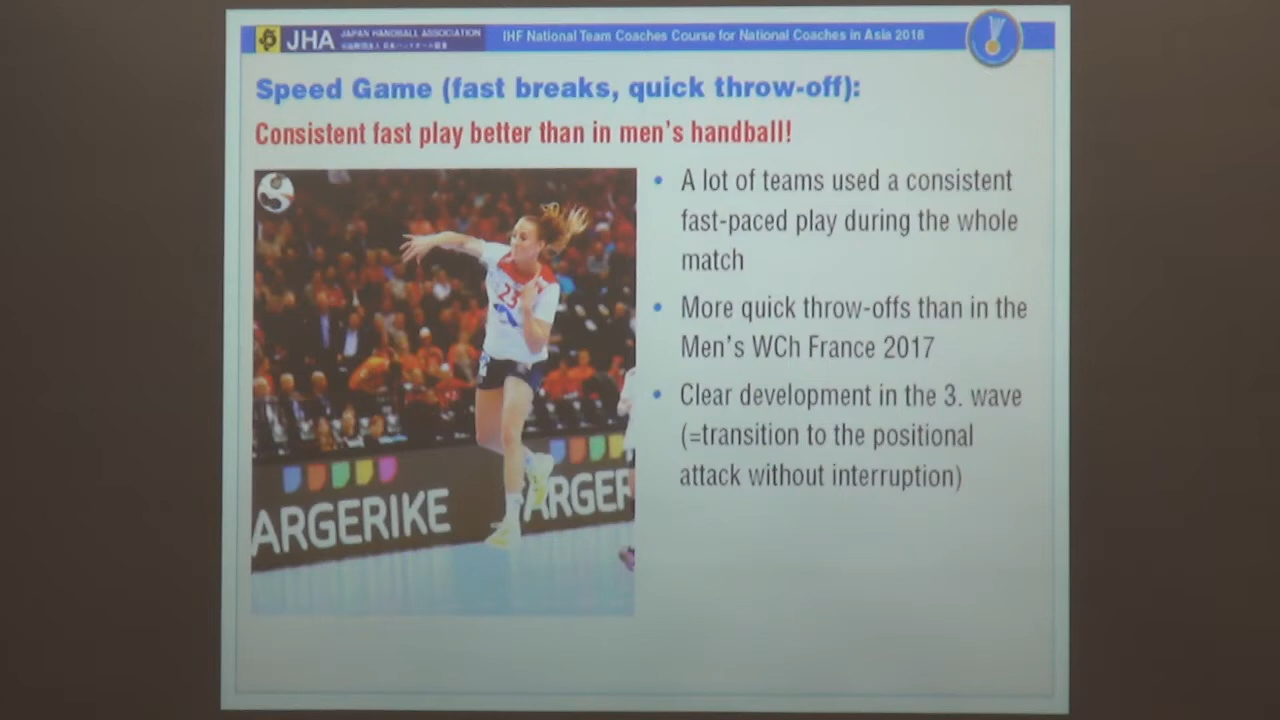 JHA
JAPAN HANDBALL ASSOCIATION
IHF National Team Coaches Course for National Coaches in Asia 2018
Speed Game (fast breaks, quick throw-off):
Consistent fast play better than in men's handball!
• A lot of teams used a consistent
fast-paced play during the whole
match
• More quick throw-offs than in the
Men's WCh France 2017
• Clear development in the 3. wave
(=transition to the positional
attack without interruption)
23
ARGERIKE
ARGER